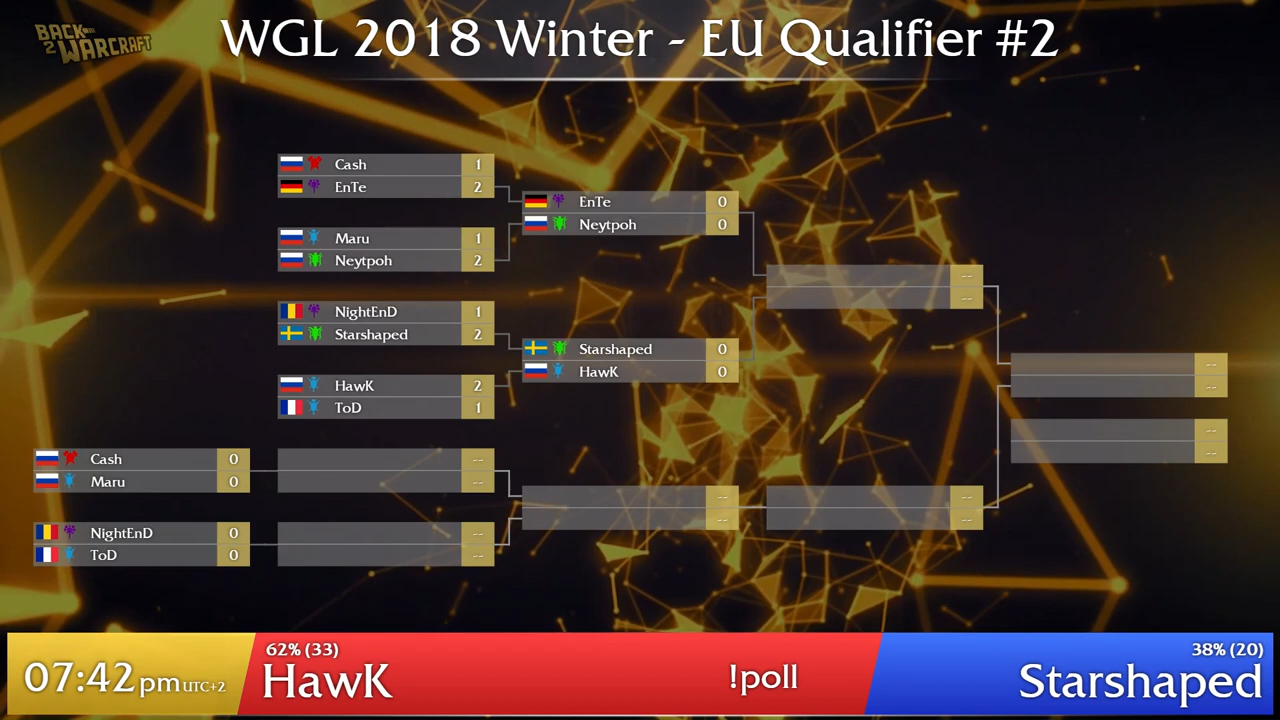 BACK 2 WARCRAFT
WGL 2018 Winter - EU Qualifier #2
Cash 1
EnTe 2
Maru 1
Neytpoh 2
NightEnD 1
Starshaped 2
HawK 2
ToD 1
EnTe 0
Neytpoh 0
Starshaped 0
HawK 0
--
--
--
--
Cash 0
Maru 0
NightEnD 0
ToD 0
--
--
--
--
--
--
--
--
--
--
07:42 pm UTC+2
62% (33)
HawK
!poll
38% (20)
Starshaped